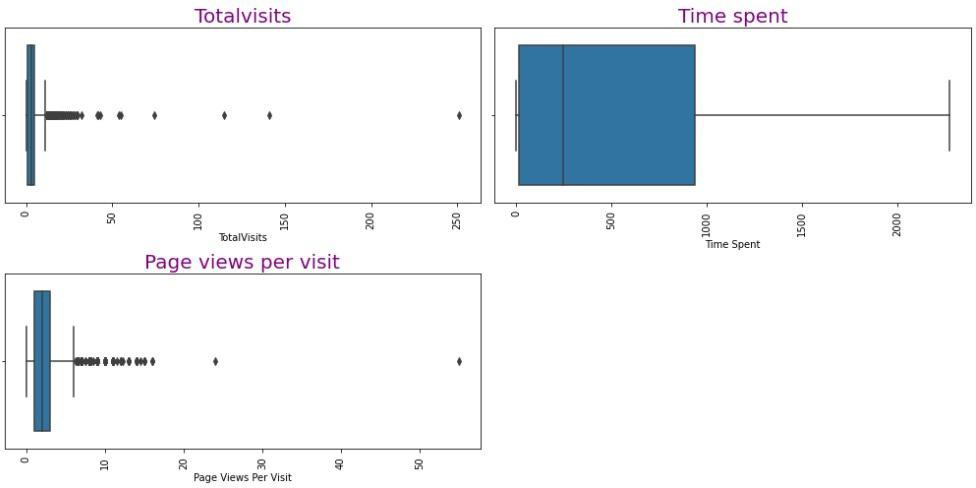 Totalvisits
0 50 100 150 200 250
TotalVisits
Time spent
0 500 1000 1500 2000
Time Spent
Page views per visit
0 10 20 30 40 50
Page Views Per Visit